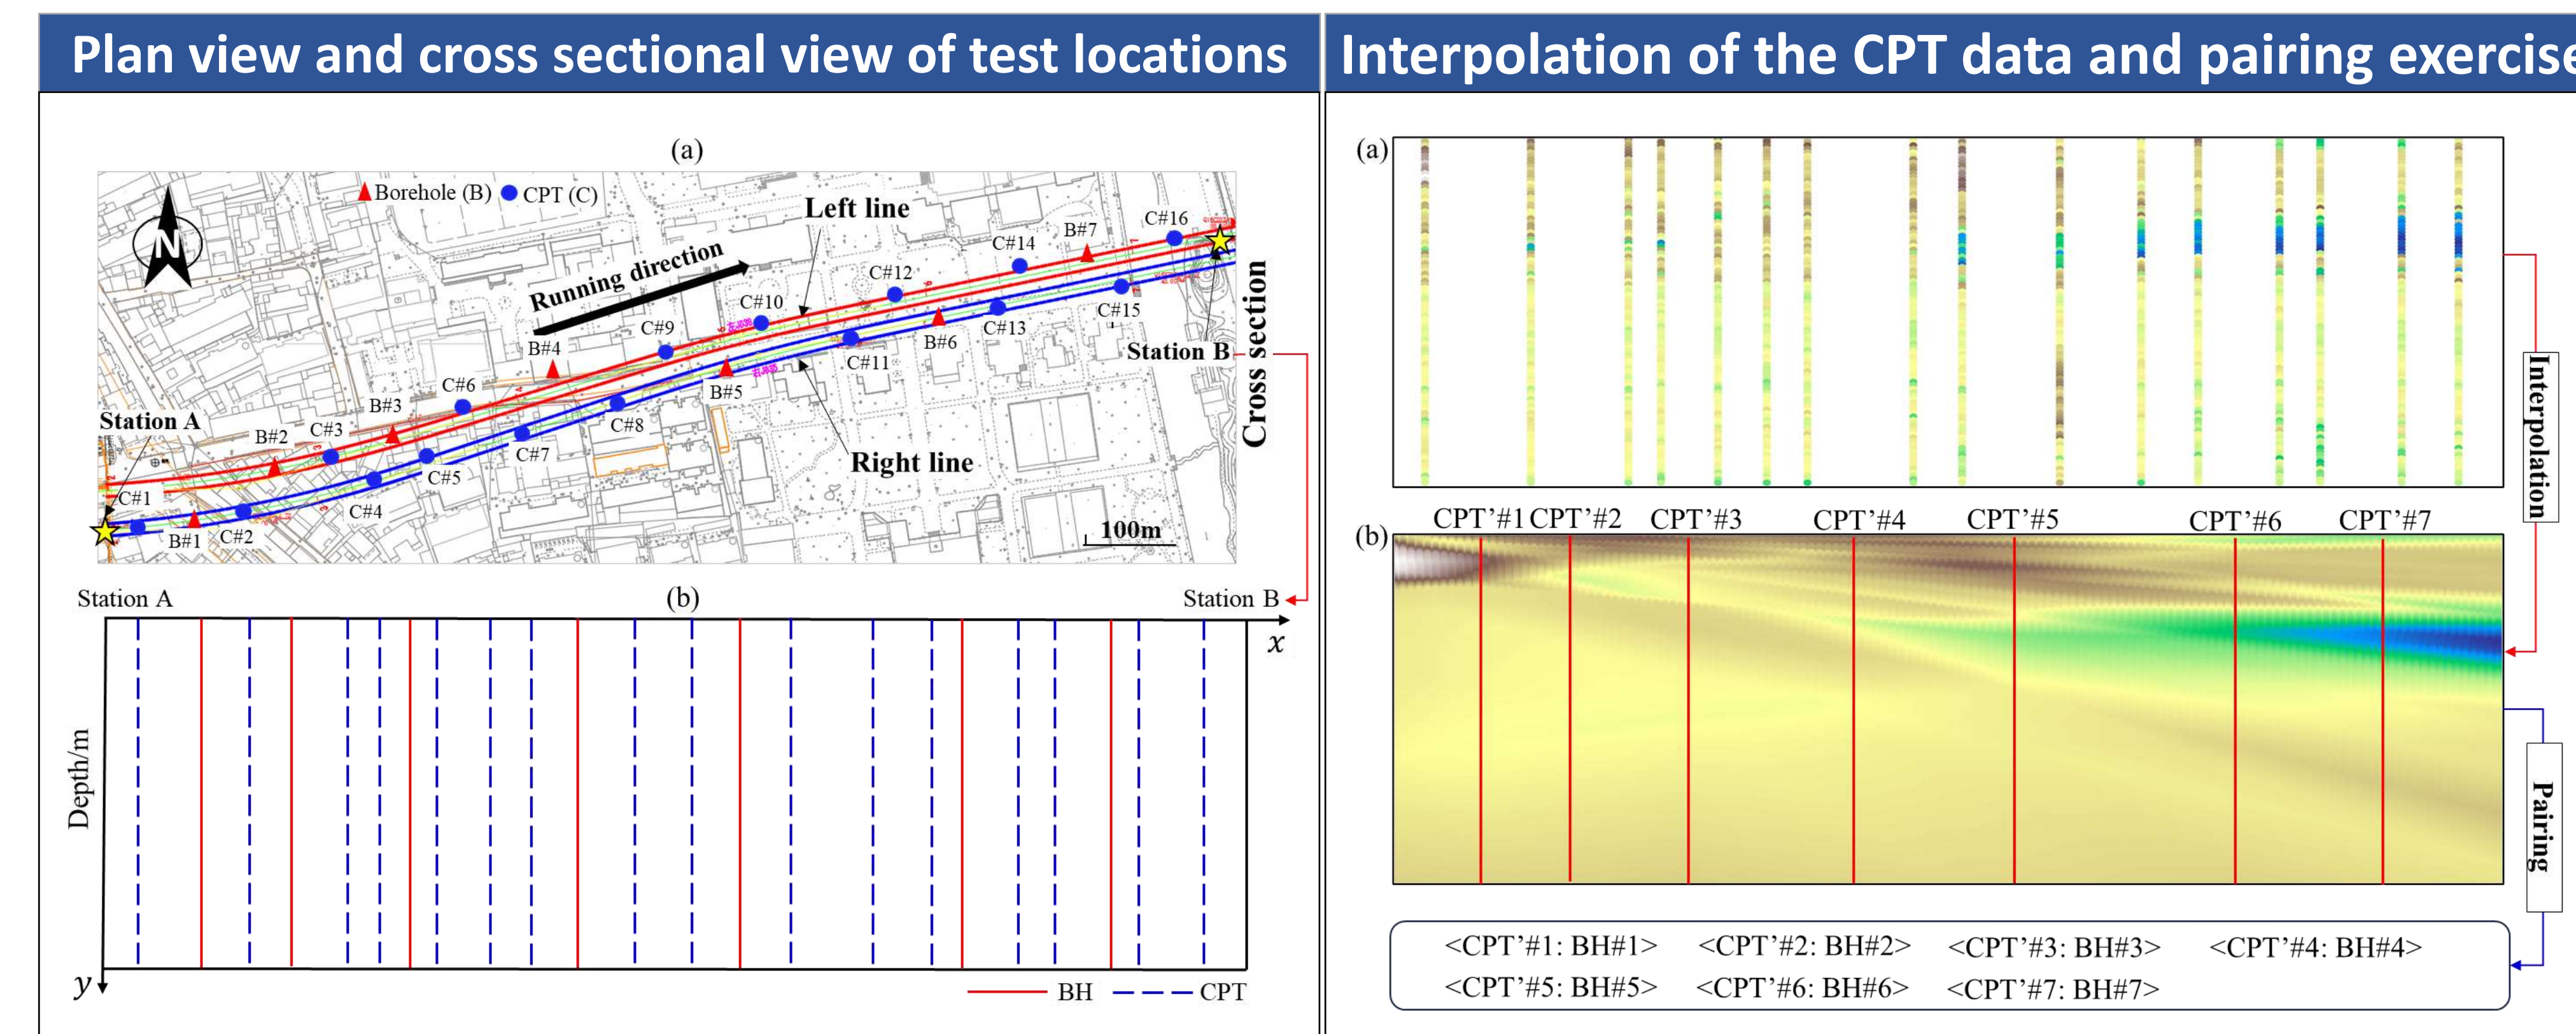 Plan view and cross sectional view of test locations
(a)
Borehole (B) CPT (C)
N
Left line
Running direction
C#16
B#7
C#14
C#12
C#10
C#9
B#4
C#6
B#3
C#3
B#2
Station A
C#1
B#1
C#2
C#4
C#5
C#7
C#8
B#5
C#11
B#6
C#13
C#15
Station B
Right line
100m
Cross section
Station A
(b)
Station B
x
Depth/m
y
BH CPT
Interpolation of the CPT data and pairing exercise
(a)
Interpolation
CPT’#1 CPT’#2 CPT’#3 CPT’#4 CPT’#5 CPT’#6 CPT’#7
(b)
Pairing
<CPT’#1: BH#1> <CPT’#2: BH#2> <CPT’#3: BH#3> <CPT’#4: BH#4>
<CPT’#5: BH#5> <CPT’#6: BH#6> <CPT’#7: BH#7>